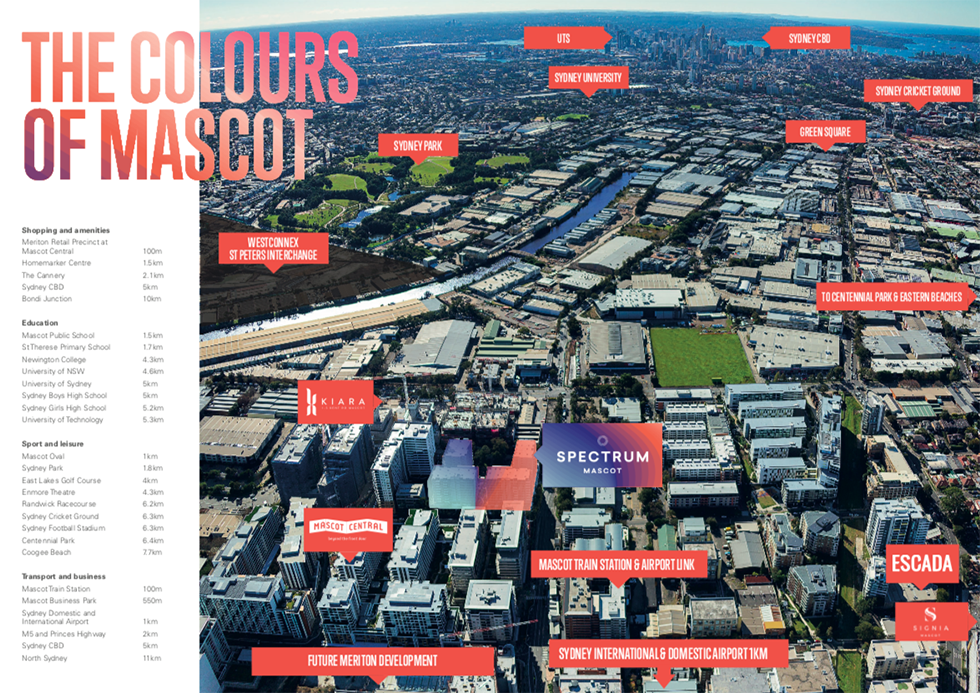 THE COLOURS
OF MASCOT
Shopping and amenities
Meriton Retail Precinct at
Mascot Central 100m
Homemarker Centre 1.5km
The Cannery 2.1km
Sydney CBD 5km
Bondi Junction 10km
Education
Mascot Public School 1.5km
St Therese Primary School 1.7km
Newington College 4.3km
University of NSW 4.6km
University of Sydney 5km
Sydney Boys High School 5km
Sydney Girls High School 5.2km
University of Technology 5.3km
Sport and leisure
Mascot Oval 1km
Sydney Park 1.8km
East Lakes Golf Course 4km
Enmore Theatre 4.3km
Randwick Racecourse 6.2km
Sydney Cricket Ground 6.3km
Sydney Football Stadium 6.3km
Centennial Park 6.4km
Coogee Beach 7.7km
Transport and business
Mascot Train Station 100m
Mascot Business Park 550m
Sydney Domestic and
International Airport 1km
M5 and Princes Highway 2km
Sydney CBD 5km
North Sydney 11km
UTS
SYDNEY CBD
SYDNEY UNIVERSITY
SYDNEY CRICKET GROUND
GREEN SQUARE
SYDNEY PARK
WESTCONNEX
ST PETERS INTERCHANGE
TO CENTENNIAL PARK & EASTERN BEACHES
KIARA
SPECTRUM
MASCOT
MASCOT CENTRAL
MASCOT TRAIN STATION & AIRPORT LINK
ESCADA
S
SIGNIA
MASCOT
FUTURE MERITON DEVELOPMENT
SYDNEY INTERNATIONAL & DOMESTIC AIRPORT 1KM